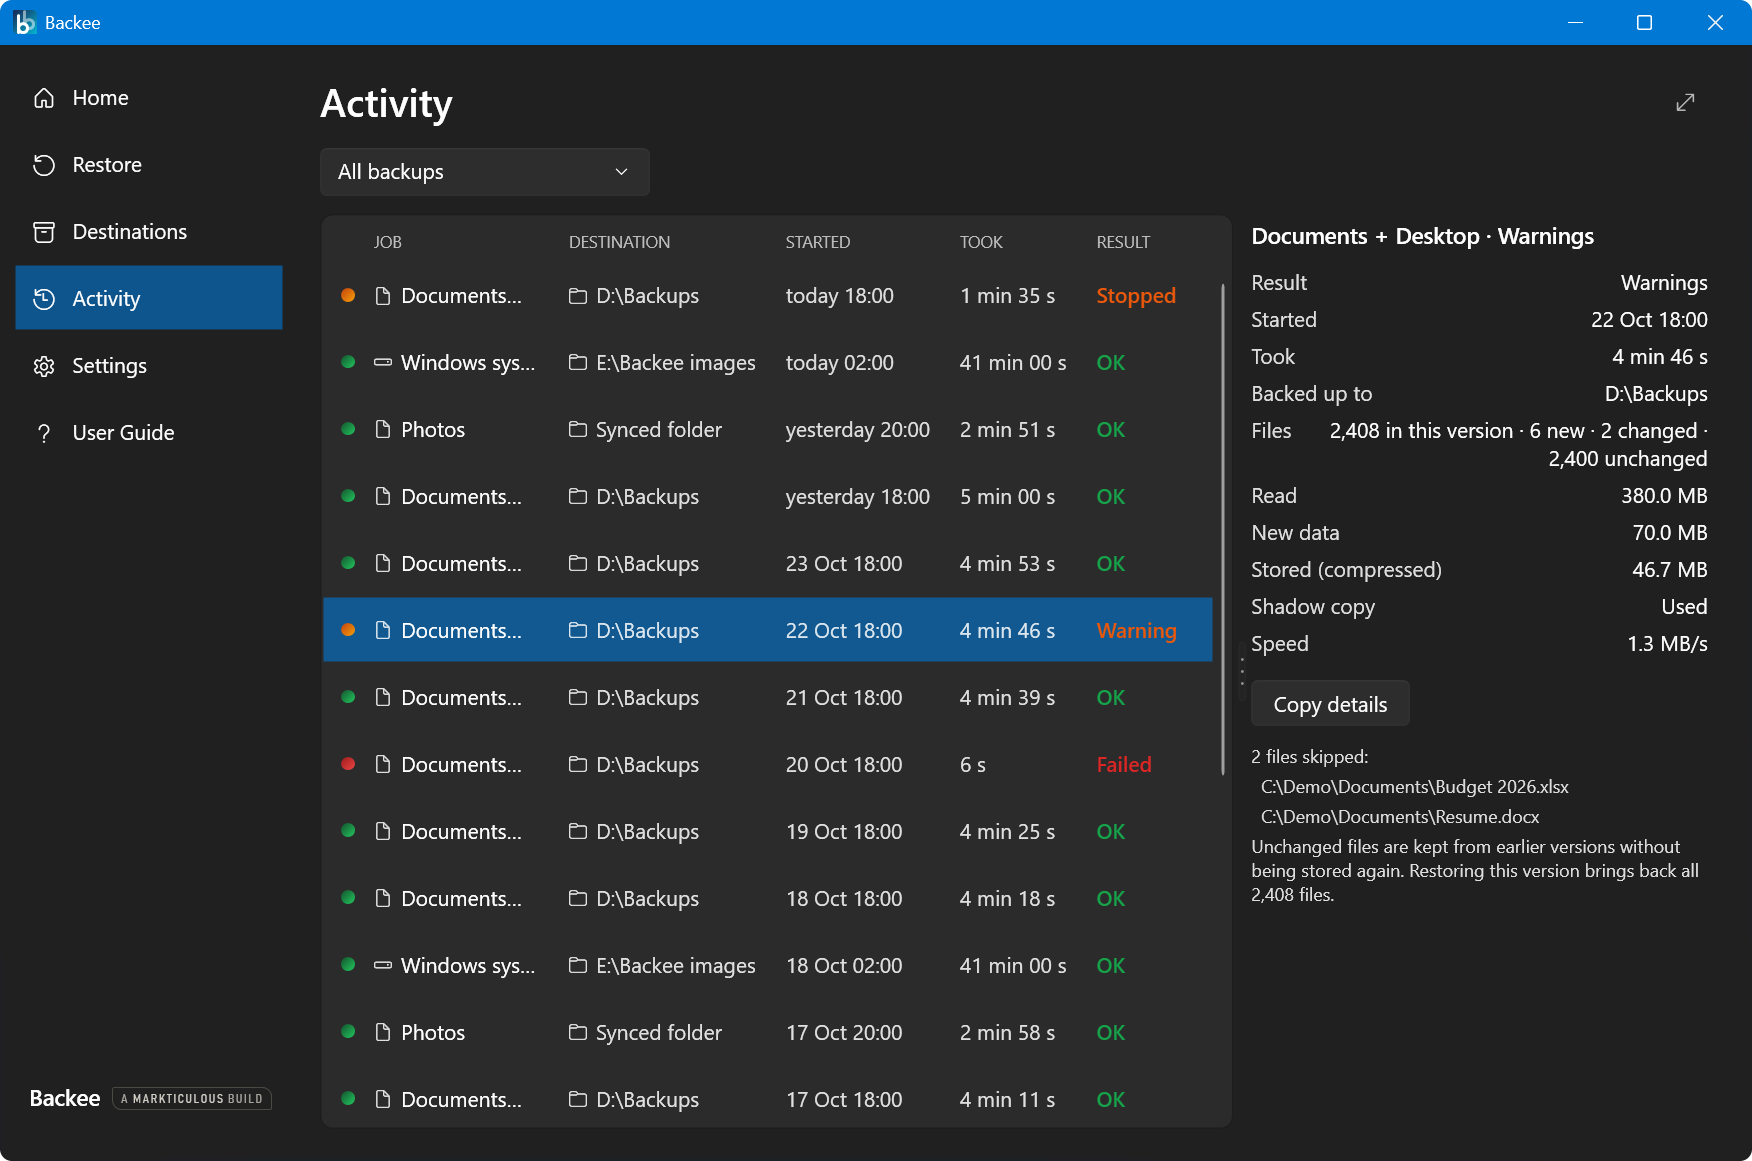 Backee
Home
Restore
Destinations
Activity
Settings
User Guide
Backee
A MARKTICULOUS BUILD
Activity
All backups
JOB DESTINATION STARTED TOOK RESULT
Documents... D:\Backups today 18:00 1 min 35 s Stopped
Windows sys... E:\Backee images today 02:00 41 min 00 s OK
Photos Synced folder yesterday 20:00 2 min 51 s OK
Documents... D:\Backups yesterday 18:00 5 min 00 s OK
Documents... D:\Backups 23 Oct 18:00 4 min 53 s OK
Documents... D:\Backups 22 Oct 18:00 4 min 46 s Warning
Documents... D:\Backups 21 Oct 18:00 4 min 39 s OK
Documents... D:\Backups 20 Oct 18:00 6 s Failed
Documents... D:\Backups 19 Oct 18:00 4 min 25 s OK
Documents... D:\Backups 18 Oct 18:00 4 min 18 s OK
Windows sys... E:\Backee images 18 Oct 02:00 41 min 00 s OK
Photos Synced folder 17 Oct 20:00 2 min 58 s OK
Documents... D:\Backups 17 Oct 18:00 4 min 11 s OK
Documents + Desktop · Warnings
Result Warnings
Started 22 Oct 18:00
Took 4 min 46 s
Backed up to D:\Backups
Files 2,408 in this version · 6 new · 2 changed ·
2,400 unchanged
Read 380.0 MB
New data 70.0 MB
Stored (compressed) 46.7 MB
Shadow copy Used
Speed 1.3 MB/s
Copy details
2 files skipped:
C:\Demo\Documents\Budget 2026.xlsx
C:\Demo\Documents\Resume.docx
Unchanged files are kept from earlier versions without
being stored again. Restoring this version brings back all
2,408 files.